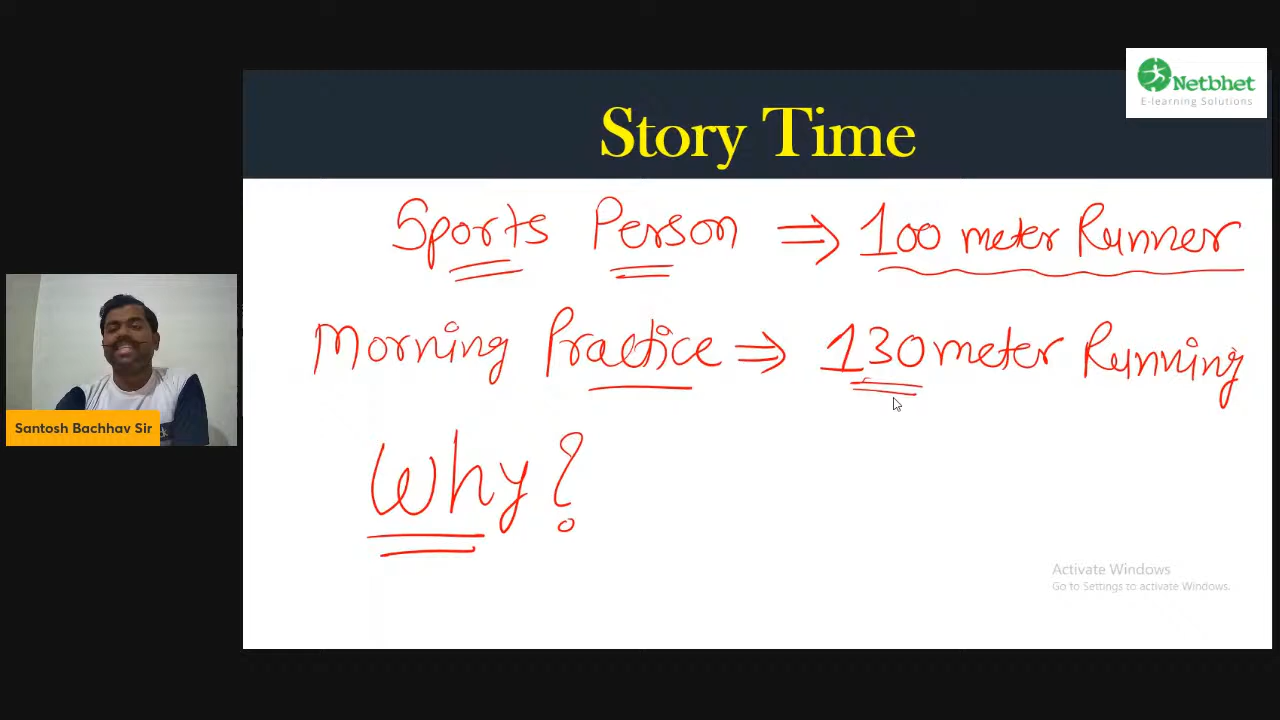 Netbhet
E-learning Solutions
Story Time
Sports Person ⇒ 100 meter Runner
Morning Practice ⇒ 130 meter Running
Why?
Santosh Bachhav Sir
Activate Windows
Go to Settings to activate Windows.